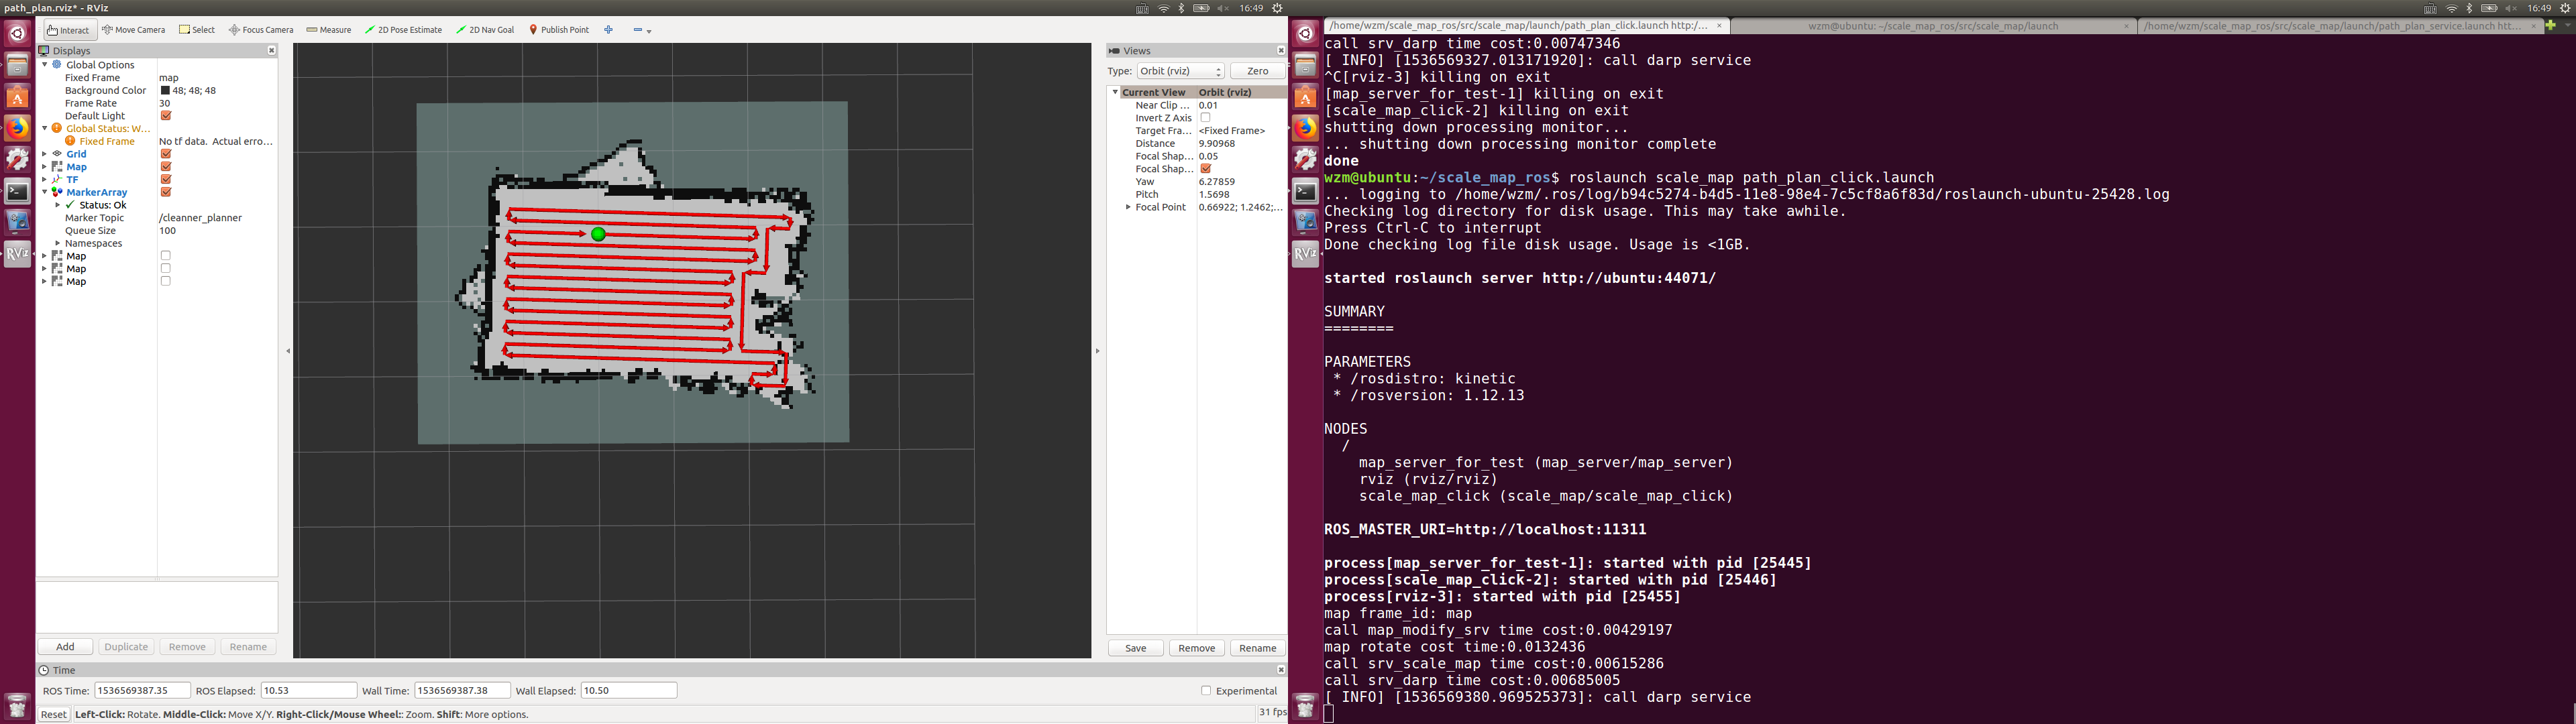 path_plan.rviz* - RViz
16:49
Interact Move Camera Select Focus Camera Measure 2D Pose Estimate 2D Nav Goal Publish Point
Displays
Global Options
Fixed Frame map
Background Color 48; 48; 48
Frame Rate 30
Default Light
Global Status: W...
Fixed Frame No tf data. Actual erro...
Grid
Map
TF
MarkerArray
Status: Ok
Marker Topic /cleanner_planner
Queue Size 100
Namespaces
Map
Map
Map
Add Duplicate Remove Rename
Views
Type: Orbit (rviz) Zero
Current View Orbit (rviz)
Near Clip ... 0.01
Invert Z Axis
Target Fra... <Fixed Frame>
Distance 9.90968
Focal Shap... 0.05
Focal Shap...
Yaw 6.27859
Pitch 1.5698
Focal Point 0.66922; 1.2462;...
Save Remove Rename
Time
ROS Time: 1536569387.35 ROS Elapsed: 10.53 Wall Time: 1536569387.38 Wall Elapsed: 10.50 Experimental
Reset Left-Click: Rotate. Middle-Click: Move X/Y. Right-Click/Mouse Wheel:: Zoom. Shift: More options. 31 fps
16:49
/home/wzm/scale_map_ros/src/scale_map/launch/path_plan_click.launch http:/... × wzm@ubuntu: ~/scale_map_ros/src/scale_map/launch × /home/wzm/scale_map_ros/src/scale_map/launch/path_plan_service.launch htt... ×
call srv_darp time cost:0.00747346
[ INFO] [1536569327.013171920]: call darp service
^C[rviz-3] killing on exit
[map_server_for_test-1] killing on exit
[scale_map_click-2] killing on exit
shutting down processing monitor...
... shutting down processing monitor complete
done
wzm@ubuntu:~/scale_map_ros$ roslaunch scale_map path_plan_click.launch
... logging to /home/wzm/.ros/log/b94c5274-b4d5-11e8-98e4-7c5cf8a6f83d/roslaunch-ubuntu-25428.log
Checking log directory for disk usage. This may take awhile.
Press Ctrl-C to interrupt
Done checking log file disk usage. Usage is <1GB.
started roslaunch server http://ubuntu:44071/
SUMMARY
========
PARAMETERS
* /rosdistro: kinetic
* /rosversion: 1.12.13
NODES
/
map_server_for_test (map_server/map_server)
rviz (rviz/rviz)
scale_map_click (scale_map/scale_map_click)
ROS_MASTER_URI=http://localhost:11311
process[map_server_for_test-1]: started with pid [25445]
process[scale_map_click-2]: started with pid [25446]
process[rviz-3]: started with pid [25455]
map frame_id: map
call map_modify_srv time cost:0.00429197
map rotate cost time:0.0132436
call srv_scale_map time cost:0.00615286
call srv_darp time cost:0.00685005
[ INFO] [1536569380.969525373]: call darp service